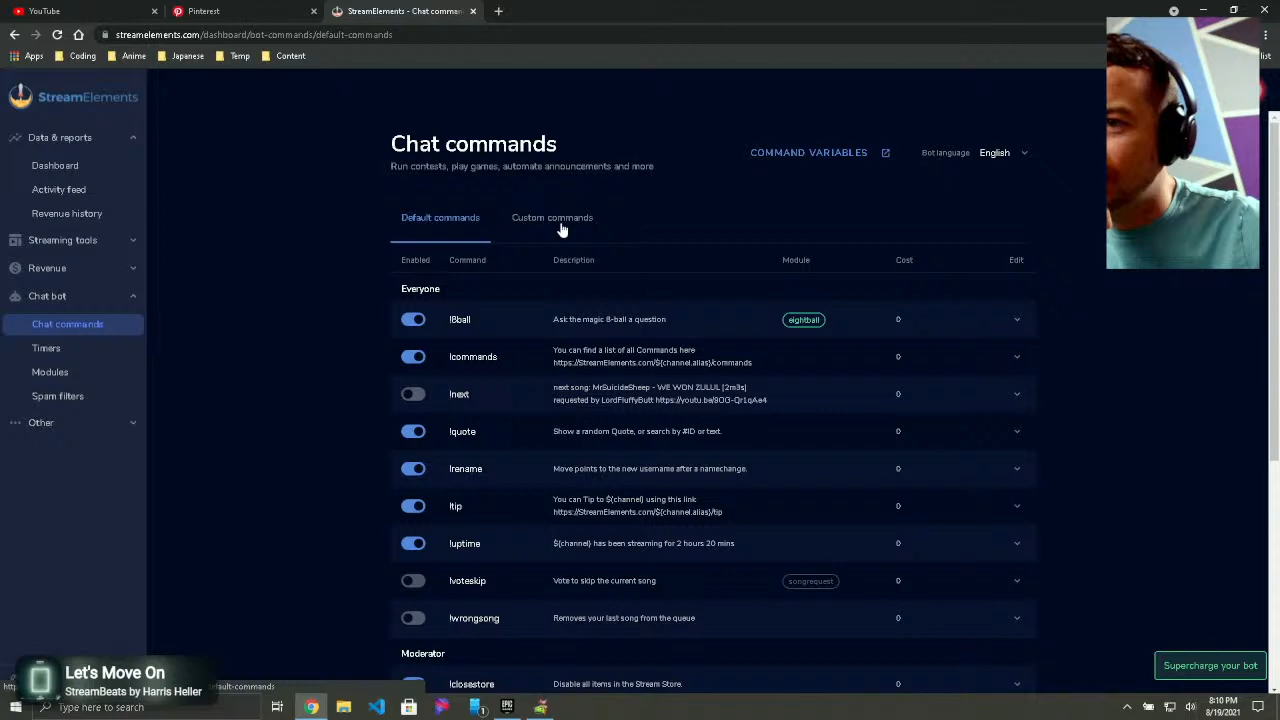 YouTube
Pinterest
StreamElements - Chat comman
streamelements.com/dashboard/bot-commands/default-commands
Apps
Coding
Anime
Japanese
Temp
Content
list
StreamElements
Data & reports
Dashboard
Activity feed
Revenue history
Streaming tools
Revenue
Chat bot
Chat commands
Timers
Modules
Spam filters
Other
Chat commands
Run contests, play games, automate announcements and more
COMMAND VARIABLES
Bot language
English
Default commands
Custom commands
Enabled
Command
Description
Module
Cost
Edit
Everyone
!8ball
Ask the magic 8-ball a question
eightball
0
!commands
You can find a list of all Commands here
https://StreamElements.com/${channel.alias}/commands
0
!next
next song: MrSuicideSheep - WE WON ZULUL [2m3s]
requested by LordFluffyButt https://youtu.be/9OG-Qr1qAe4
0
!quote
Show a random Quote, or search by #ID or text.
0
!rename
Move points to the new username after a namechange.
0
!tip
You can Tip to ${channel} using this link
https://StreamElements.com/${channel.alias}/tip
0
!uptime
${channel} has been streaming for 2 hours 20 mins
0
!voteskip
Vote to skip the current song
songrequest
0
!wrongsong
Removes your last song from the queue
0
Moderator
!closestore
Disable all items in the Stream Store.
0
Supercharge your bot
Let's Move On
StreamBeats by Harris Heller
default-commands
Type here to search
EPIC
8:10 PM
8/19/2021